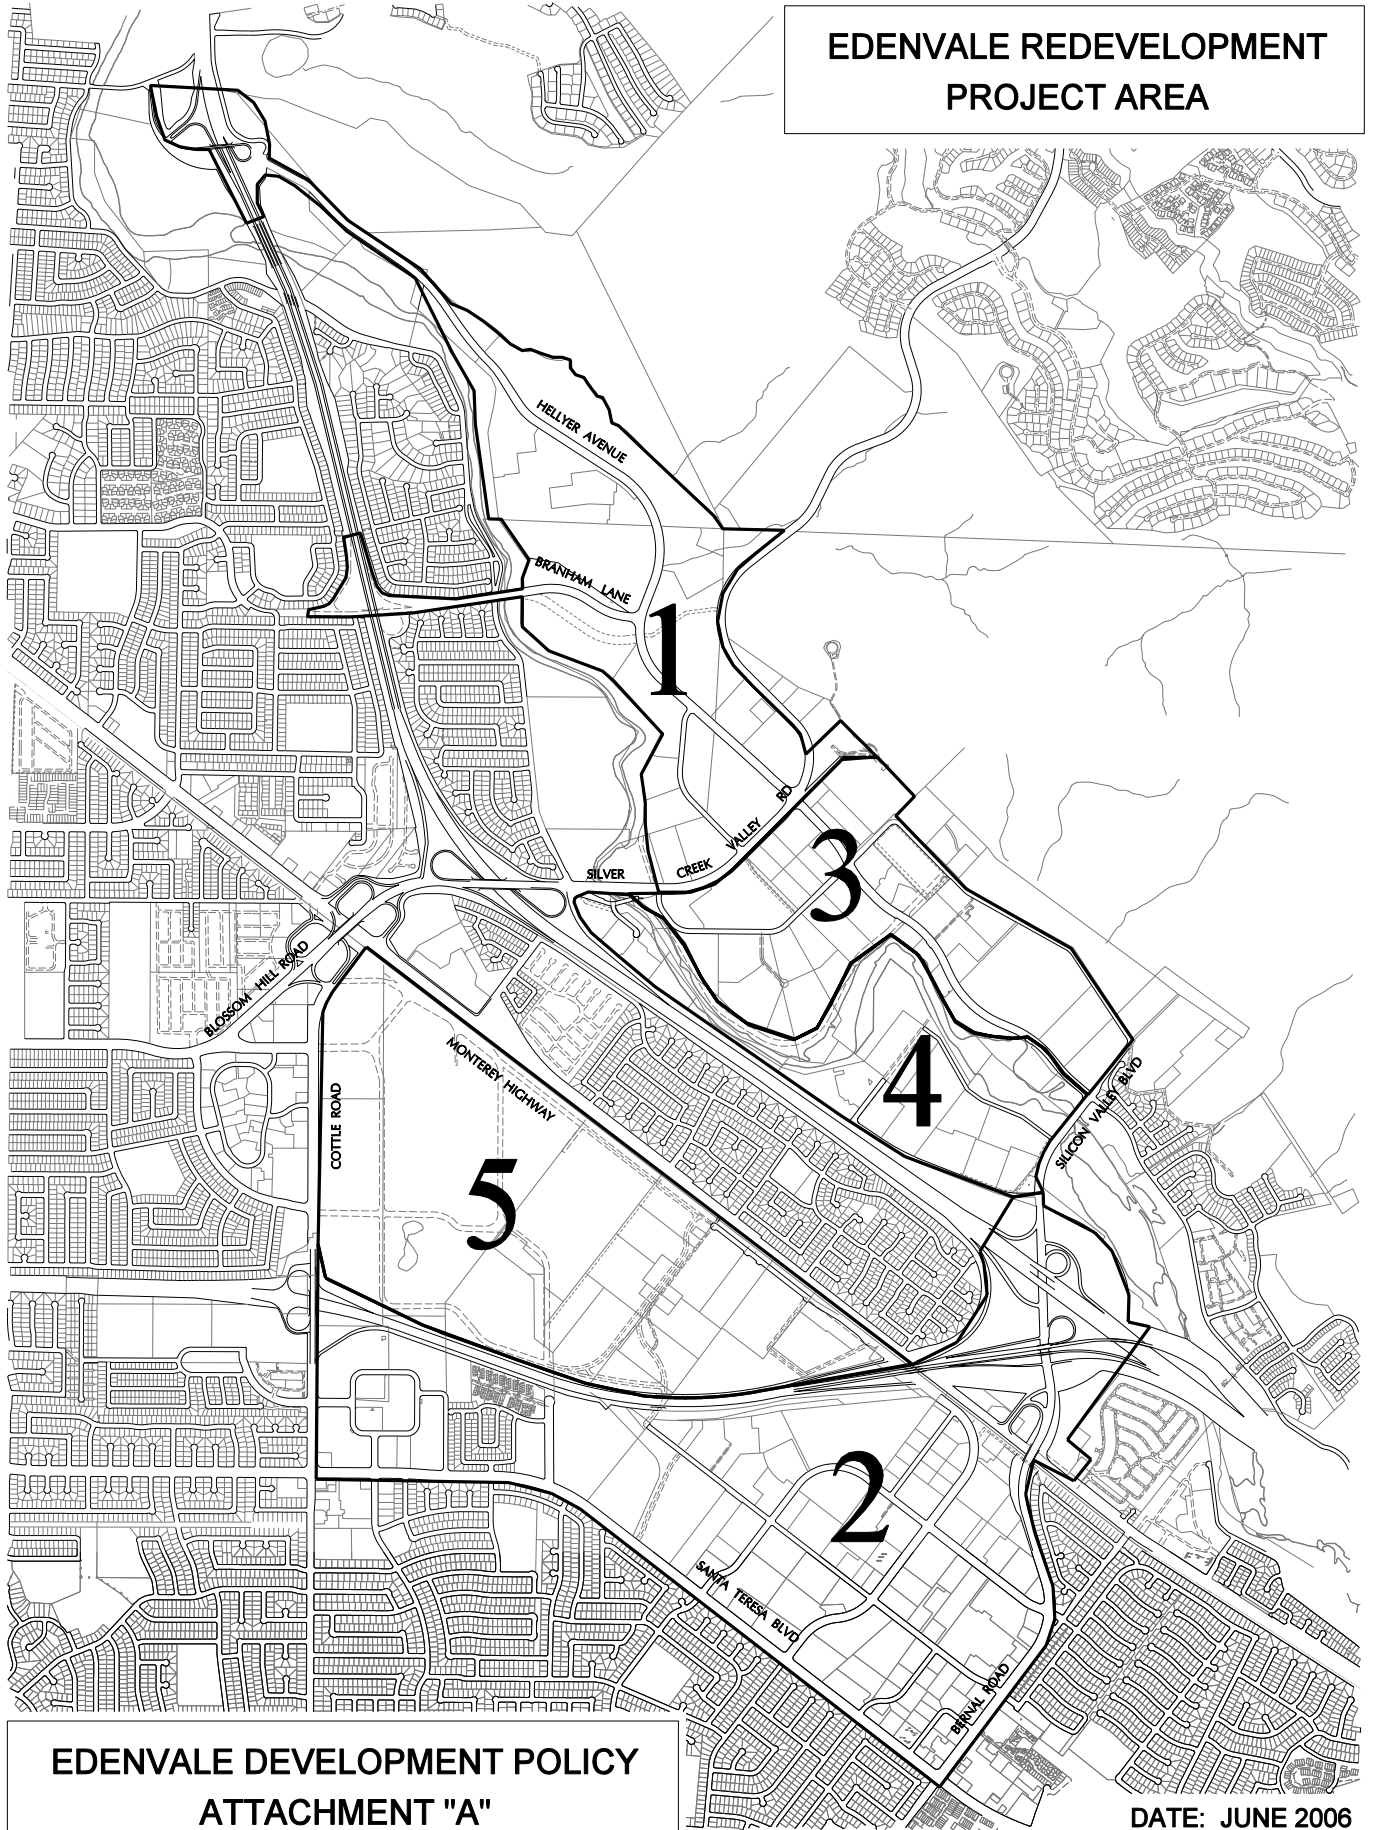 EDENVALE REDEVELOPMENT
PROJECT AREA
HELLYER AVENUE
BRANHAM LANE
1
RD
VALLEY
CREEK
SILVER
3
BLOSSOM HILL ROAD
MONTEREY HIGHWAY
4
SILICON VALLEY BLVD
COTTLE ROAD
5
2
SANTA TERESA BLVD
BERNAL ROAD
EDENVALE DEVELOPMENT POLICY
ATTACHMENT "A"
DATE: JUNE 2006